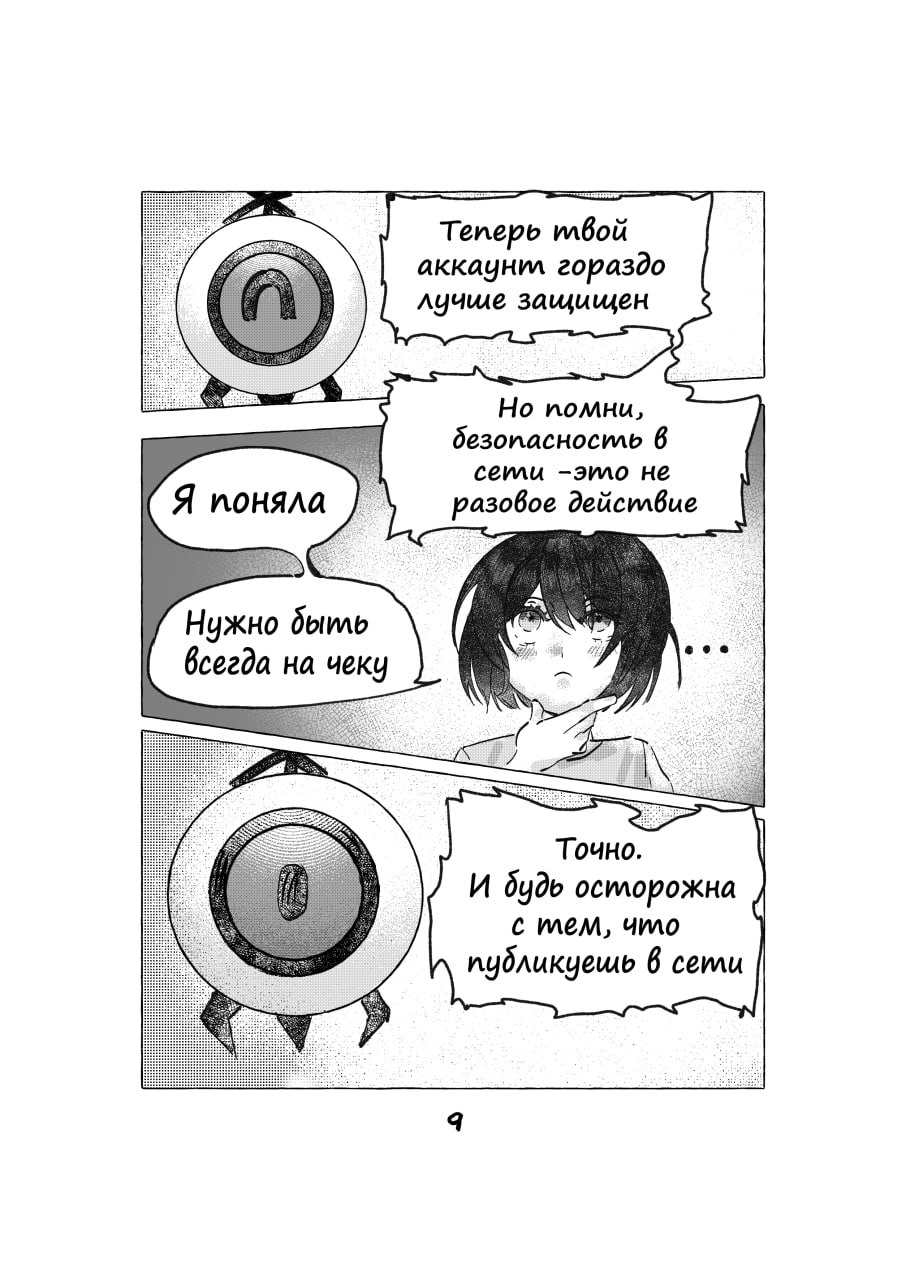 Теперь твой
аккаунт гораздо
лучше защищен
Но помни,
безопасность в
сети -это не
разовое действие
Я поняла
Нужно быть
всегда на чеку
...
Точно.
И будь осторожна
с тем, что
публикуешь в сети
9